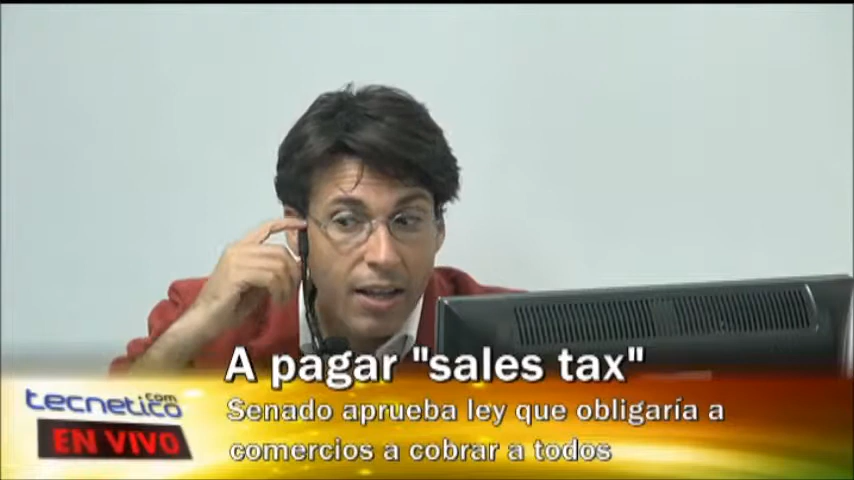 A pagar "sales tax"
tecnetico.com
Senado aprueba ley que obligaría a
EN VIVO
comercios a cobrar a todos